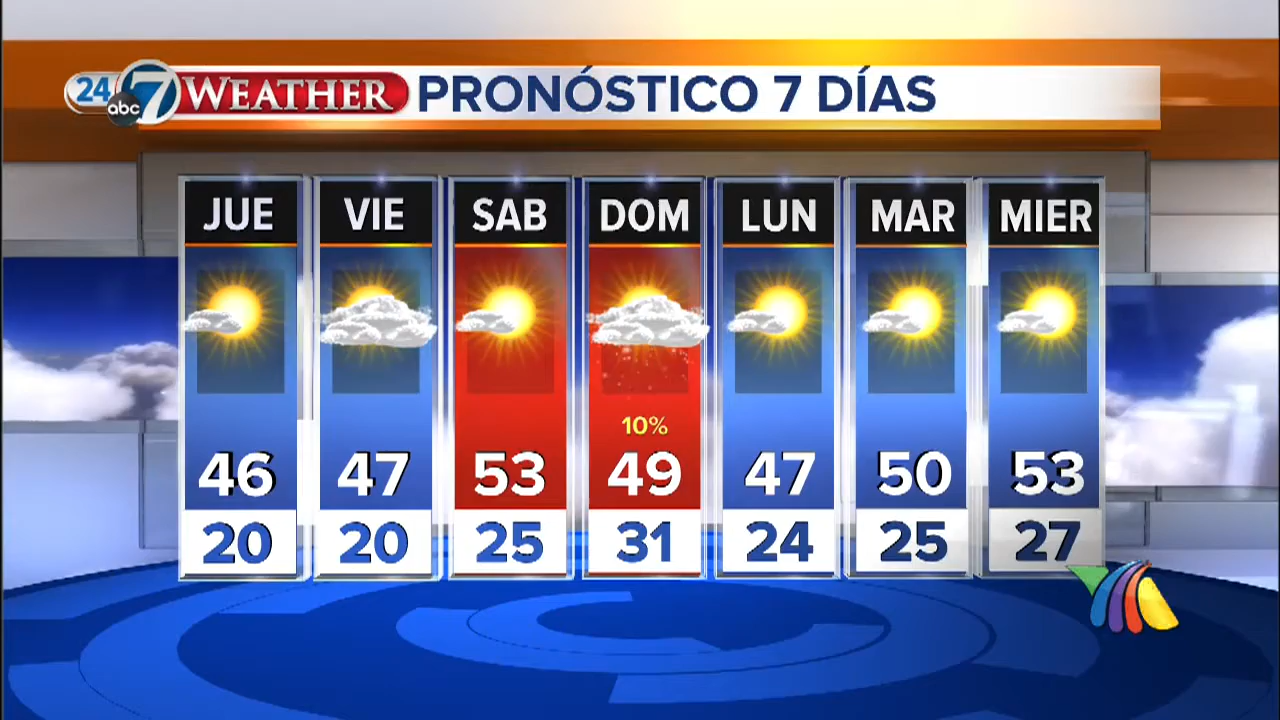 24 abc 7 WEATHER PRONÓSTICO 7 DÍAS
JUE VIE SAB DOM LUN MAR MIER
10%
46 47 53 49 47 50 53
20 20 25 31 24 25 27